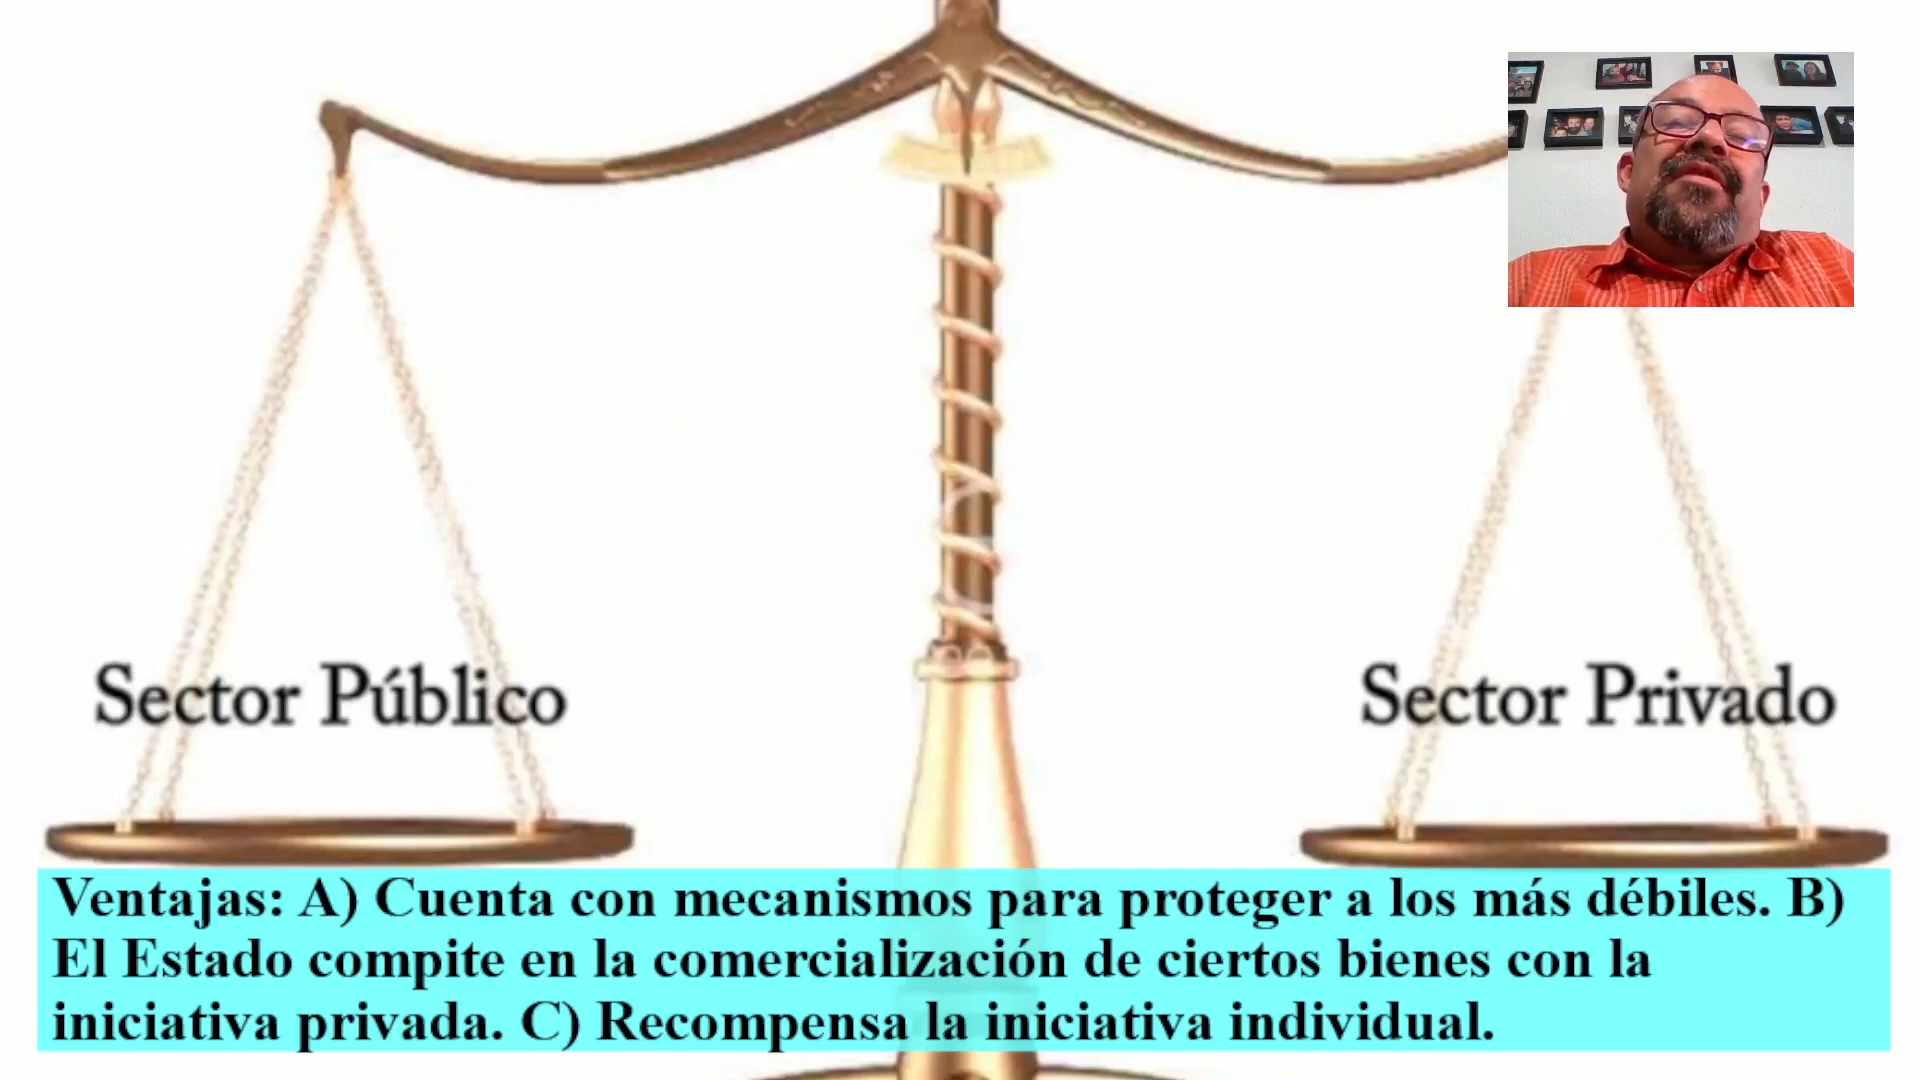 Sector Público
Sector Privado
Ventajas: A) Cuenta con mecanismos para proteger a los más débiles. B)
El Estado compite en la comercialización de ciertos bienes con la
iniciativa privada. C) Recompensa la iniciativa individual.